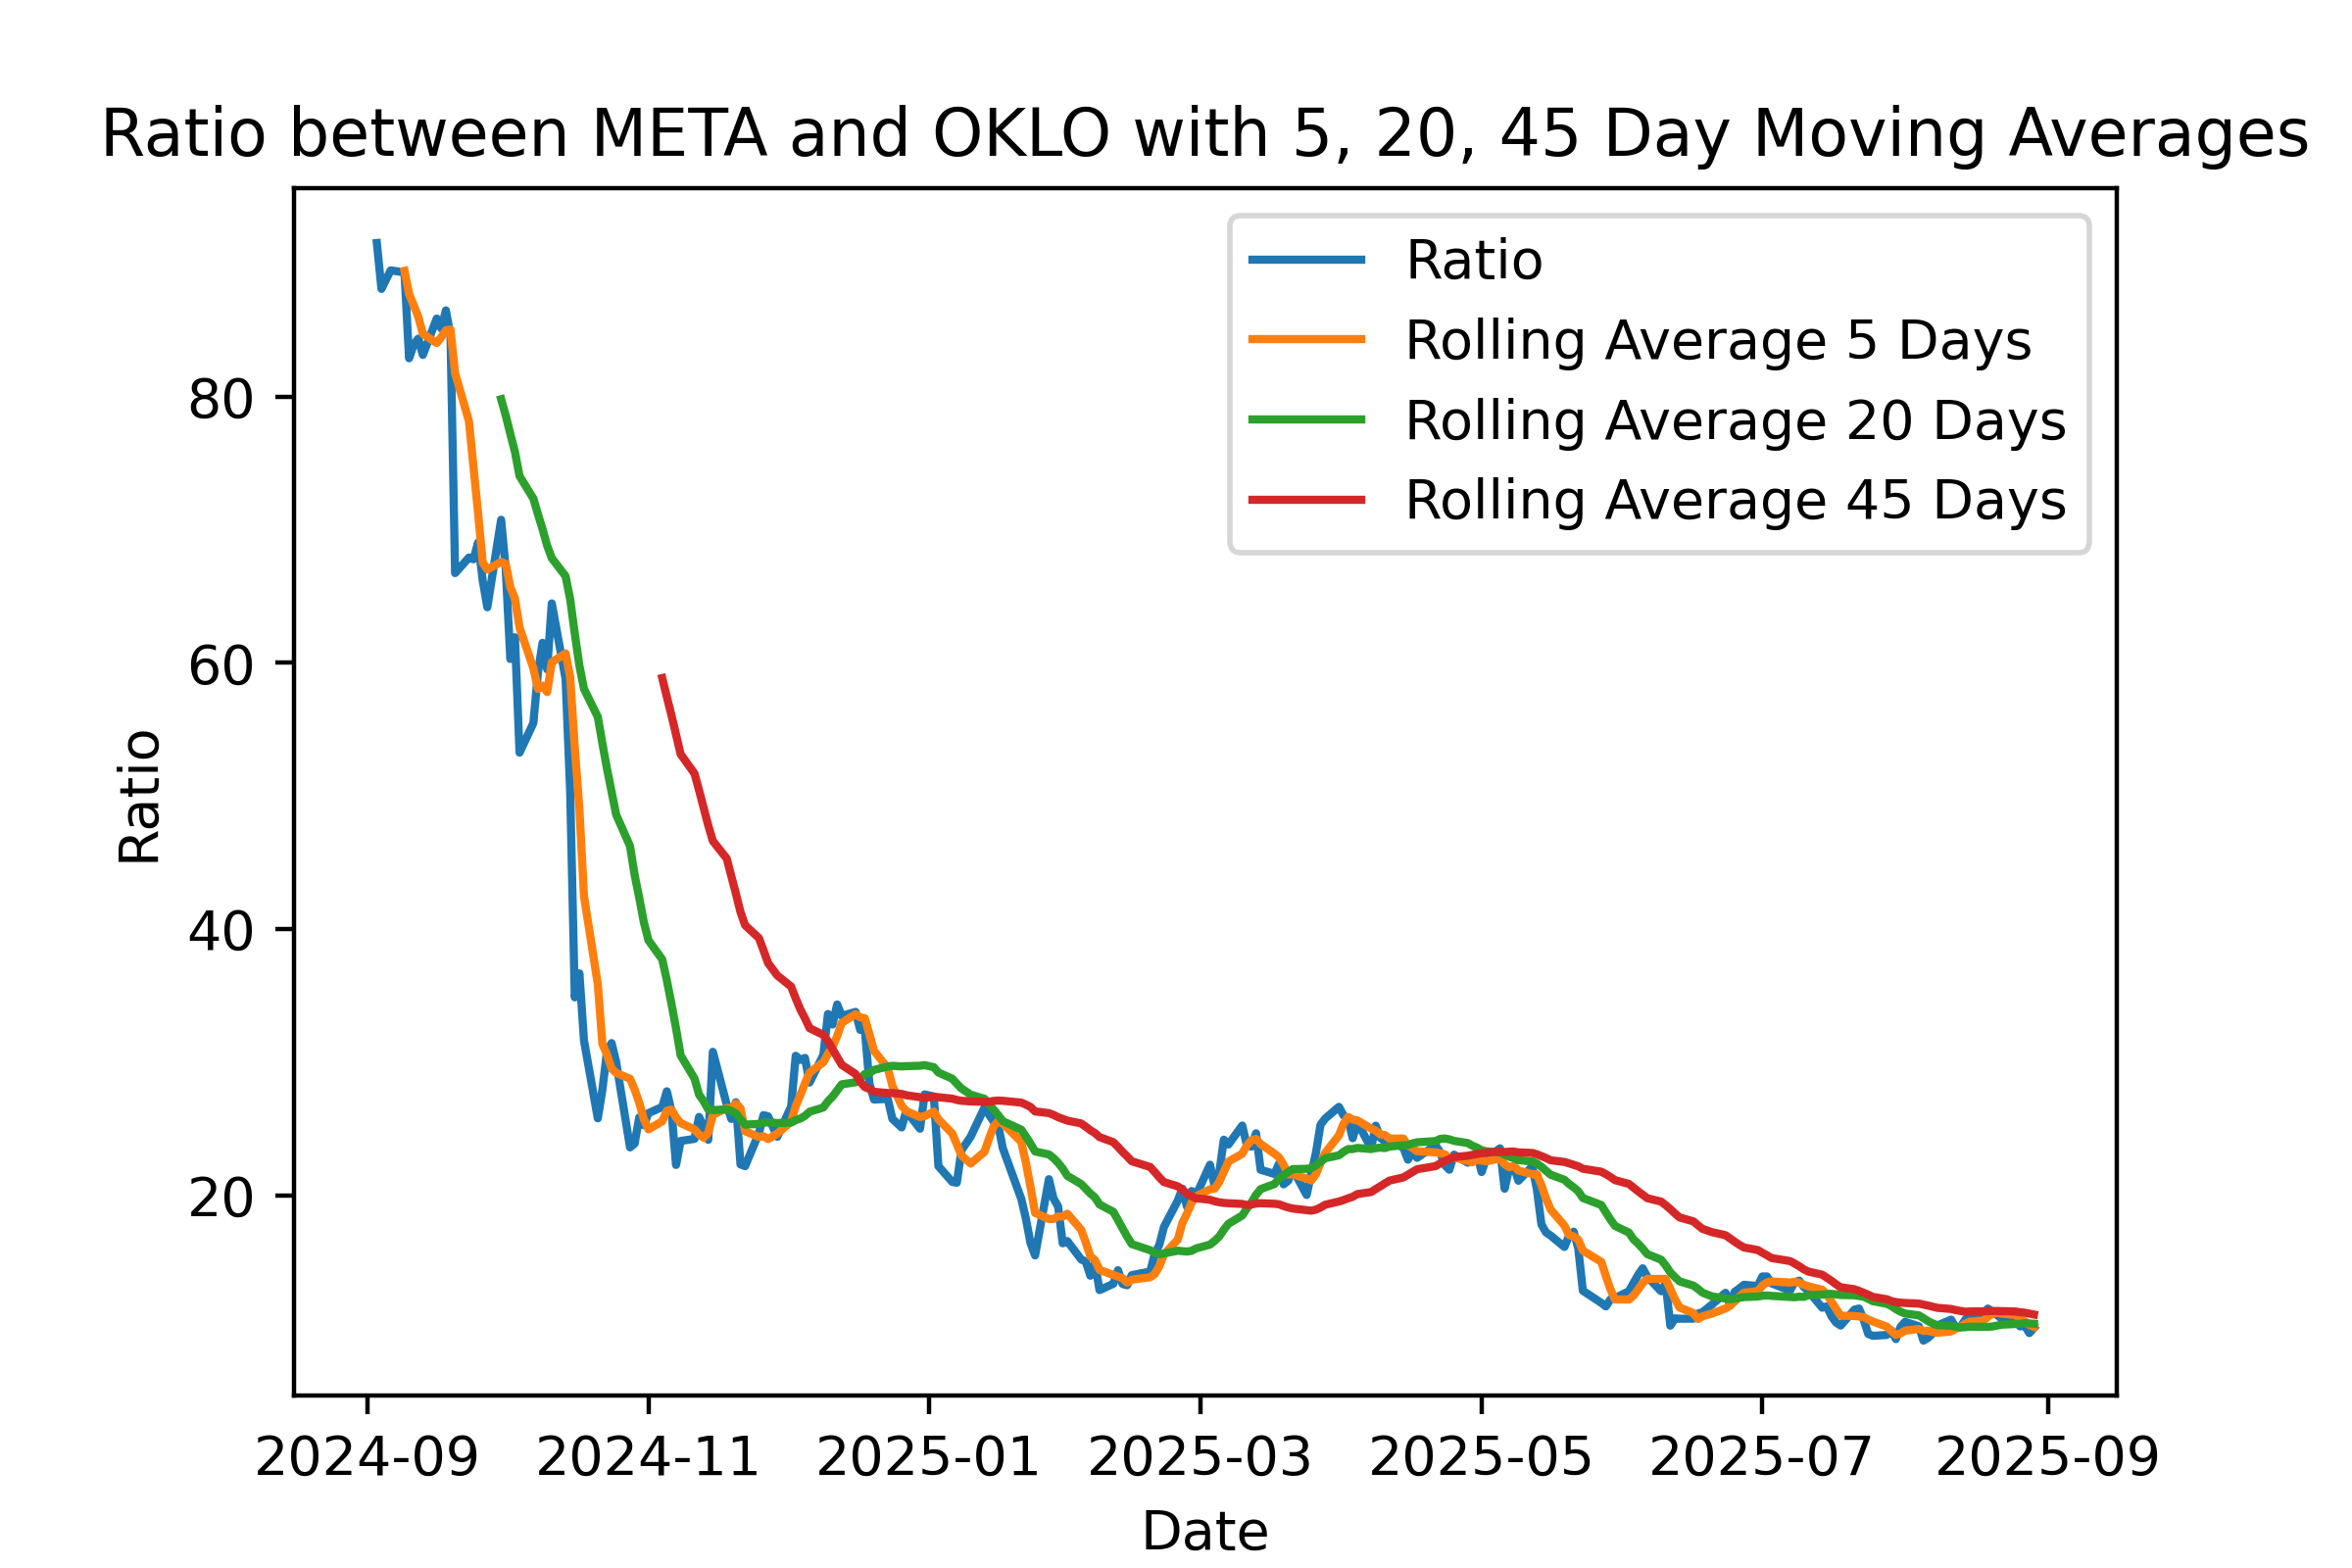 Ratio between META and OKLO with 5, 20, 45 Day Moving Averages
Ratio
Rolling Average 5 Days
Rolling Average 20 Days
Rolling Average 45 Days
80
60
40
20
Ratio
2024-09
2024-11
2025-01
2025-03
2025-05
2025-07
2025-09
Date